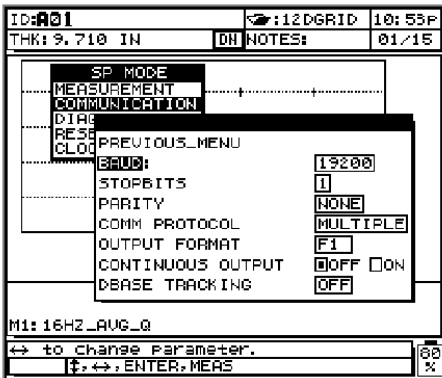 ID:A01 :12DGRID 10:53P
THK: 9.710 IN DN NOTES: 01/15
SP MODE
MEASUREMENT
COMMUNICATION
DIAG
RESE
CLOC
PREVIOUS_MENU
BAUD: 19200
STOPBITS 1
PARITY NONE
COMM PROTOCOL MULTIPLE
OUTPUT FORMAT F1
CONTINUOUS OUTPUT OFF ON
DBASE TRACKING OFF
M1:16HZ_AVG_Q
↔ to change parameter.
↕,↔,ENTER,MEAS
80
%